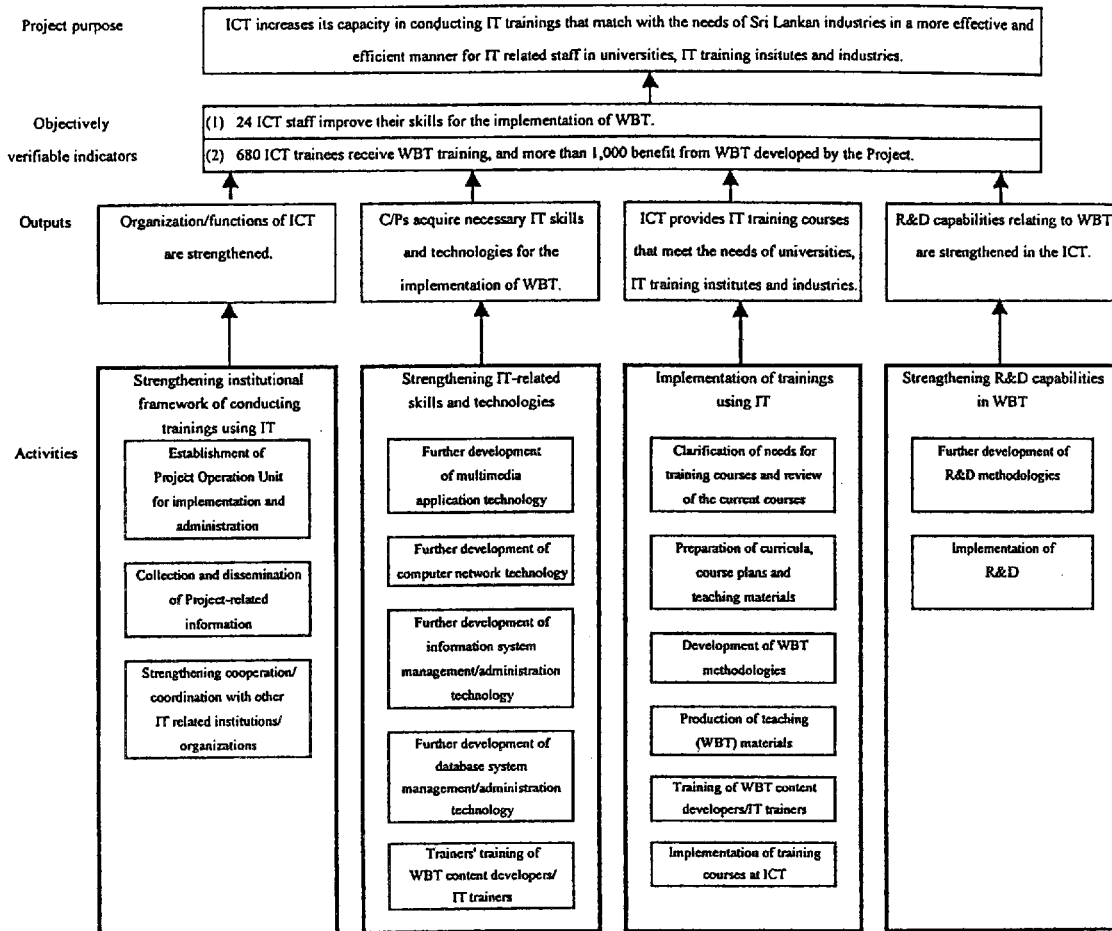 Project purpose
ICT increases its capacity in conducting IT trainings that match with the needs of Sri Lankan industries in a more effective and
efficient manner for IT related staff in universities, IT training insitutes and industries.
Objectively
verifiable indicators
(1) 24 ICT staff improve their skills for the implementation of WBT.
(2) 680 ICT trainees receive WBT training, and more than 1,000 benefit from WBT developed by the Project.
Outputs
Organization/functions of ICT
are strengthened.
C/Ps acquire necessary IT skills
and technologies for the
implementation of WBT.
ICT provides IT training courses
that meet the needs of universities,
IT training institutes and industries.
R&D capabilities relating to WBT
are strengthened in the ICT.
Activities
Strengthening institutional
framework of conducting
trainings using IT
Establishment of
Project Operation Unit
for implementation and
administration
Collection and dissemination
of Project-related
information
Strengthening cooperation/
coordination with other
IT related institutions/
organizations
Strengthening IT-related
skills and technologies
Further development
of multimedia
application technology
Further development of
computer network technology
Further development of
information system
management/administration
technology
Further development of
database system
management/administration
technology
Trainers' training of
WBT content developers/
IT trainers
Implementation of trainings
using IT
Clarification of needs for
training courses and review
of the current courses
Preparation of curricula,
course plans and
teaching materials
Development of WBT
methodologies
Production of teaching
(WBT) materials
Training of WBT content
developers/IT trainers
Implementation of training
courses at ICT
Strengthening R&D capabilities
in WBT
Further development of
R&D methodologies
Implementation of
R&D